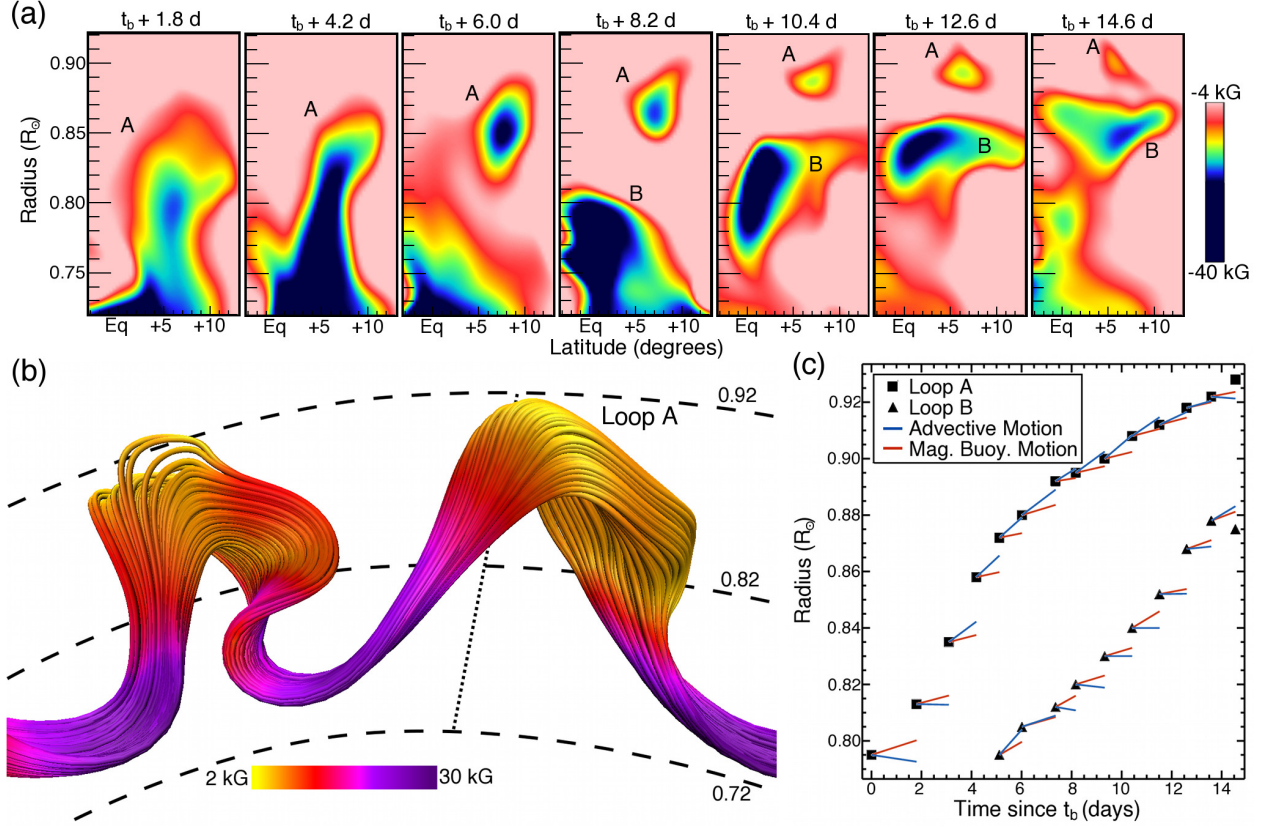 (a)
t_b + 1.8 d t_b + 4.2 d t_b + 6.0 d t_b + 8.2 d t_b + 10.4 d t_b + 12.6 d t_b + 14.6 d
Radius (R☉)
0.90
0.85
0.80
0.75
A
A
A
A
B
A
B
A
B
A
B
-4 kG
-40 kG
Eq +5 +10 Eq +5 +10 Eq +5 +10 Eq +5 +10 Eq +5 +10 Eq +5 +10 Eq +5 +10
Latitude (degrees)
(b)
0.92
Loop A
0.82
0.72
2 kG 30 kG
(c)
Loop A
Loop B
Advective Motion
Mag. Buoy. Motion
Radius (R☉)
0.92
0.90
0.88
0.86
0.84
0.82
0.80
0 2 4 6 8 10 12 14
Time since t_b (days)